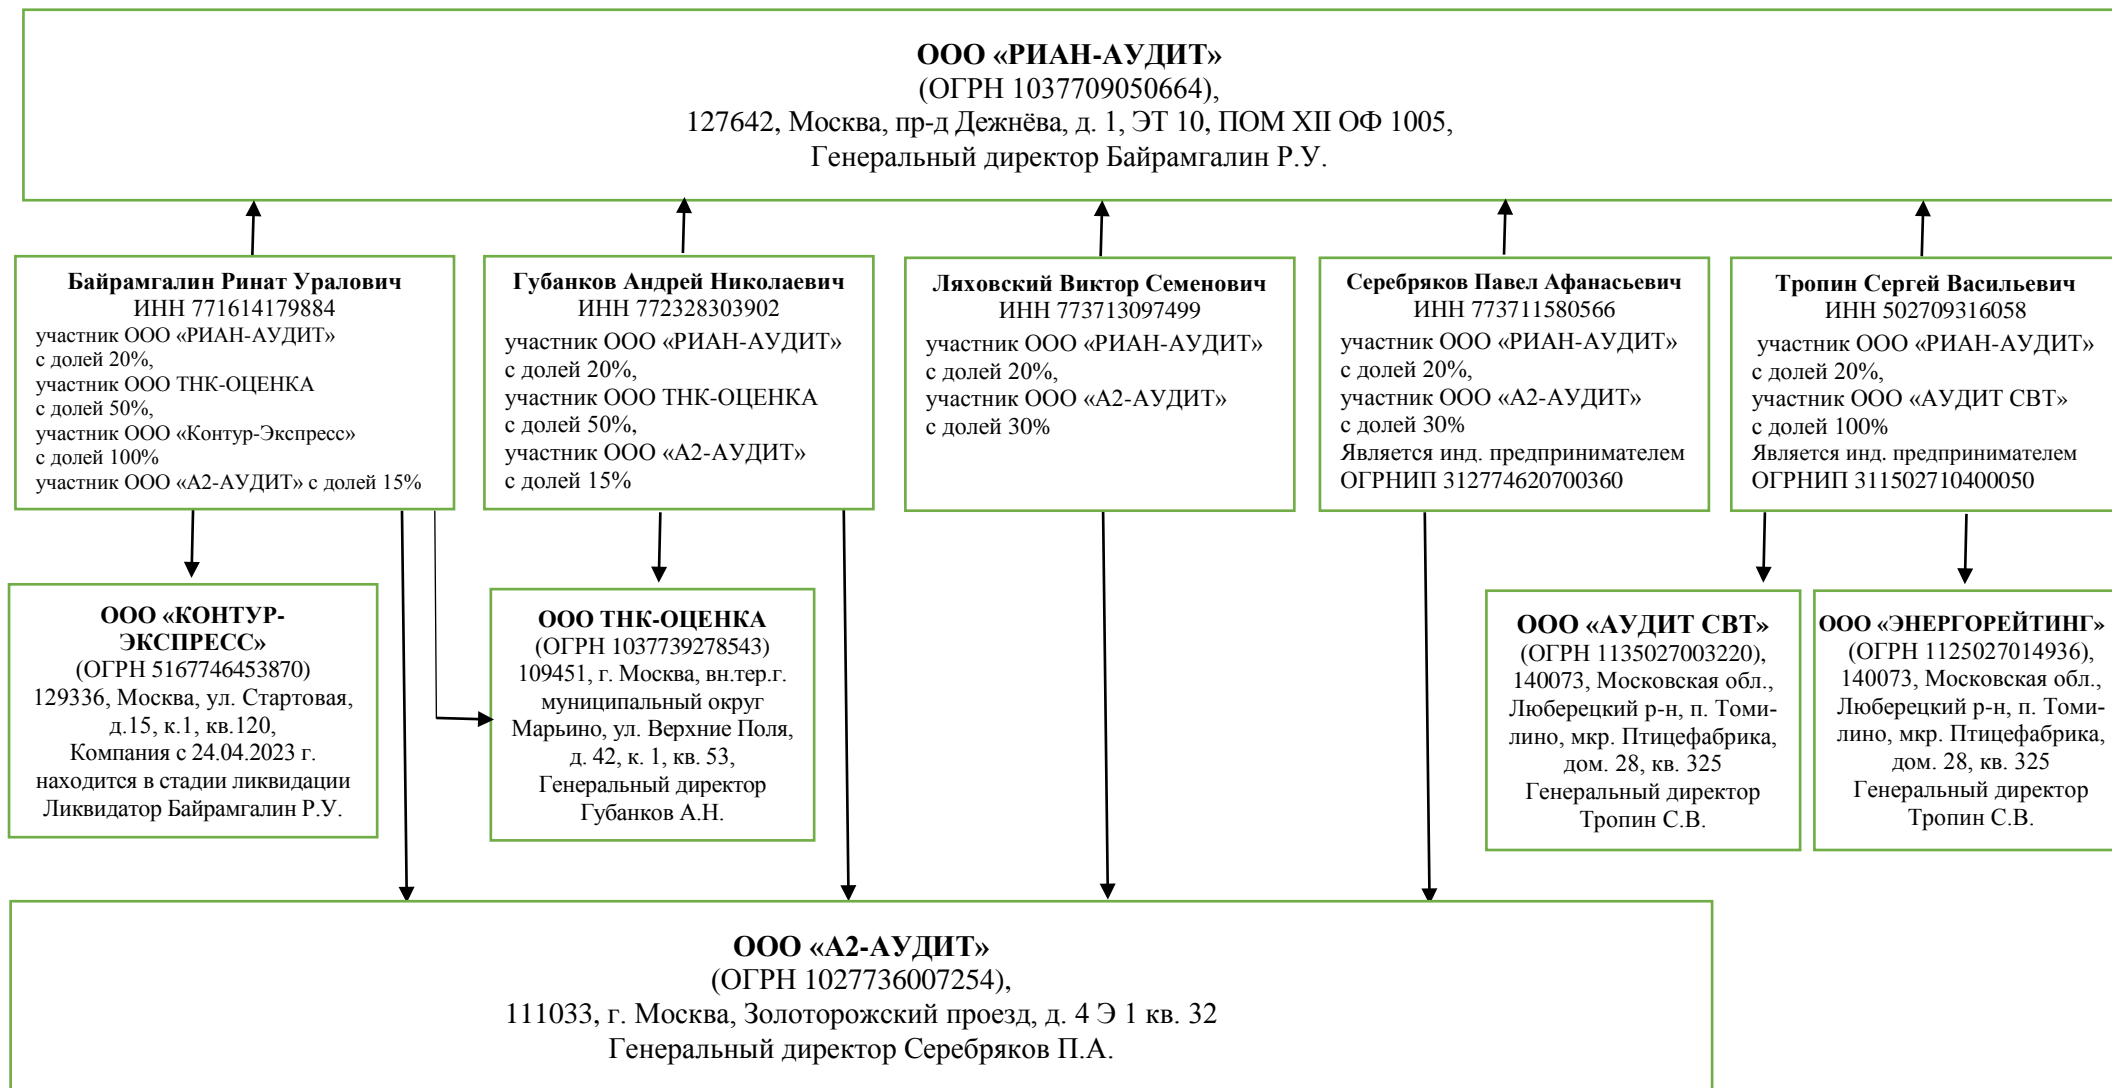 ООО «РИАН-АУДИТ»
(ОГРН 1037709050664),
127642, Москва, пр-д Дежнёва, д. 1, ЭТ 10, ПОМ XII ОФ 1005,
Генеральный директор Байрамгалин Р.У.
Байрамгалин Ринат Уралович
ИНН 771614179884
участник ООО «РИАН-АУДИТ»
с долей 20%,
участник ООО ТНК-ОЦЕНКА
с долей 50%,
участник ООО «Контур-Экспресс»
с долей 100%
участник ООО «А2-АУДИТ» с долей 15%
Губанков Андрей Николаевич
ИНН 772328303902
участник ООО «РИАН-АУДИТ»
с долей 20%,
участник ООО ТНК-ОЦЕНКА
с долей 50%,
участник ООО «А2-АУДИТ»
с долей 15%
Ляховский Виктор Семенович
ИНН 773713097499
участник ООО «РИАН-АУДИТ»
с долей 20%,
участник ООО «А2-АУДИТ»
с долей 30%
Серебряков Павел Афанасьевич
ИНН 773711580566
участник ООО «РИАН-АУДИТ»
с долей 20%,
участник ООО «А2-АУДИТ»
с долей 30%
Является инд. предпринимателем
ОГРНИП 312774620700360
Тропин Сергей Васильевич
ИНН 502709316058
участник ООО «РИАН-АУДИТ»
с долей 20%,
участник ООО «АУДИТ СВТ»
с долей 100%
Является инд. предпринимателем
ОГРНИП 311502710400050
ООО «КОНТУР-
ЭКСПРЕСС»
(ОГРН 5167746453870)
129336, Москва, ул. Стартовая,
д.15, к.1, кв.120,
Компания с 24.04.2023 г.
находится в стадии ликвидации
Ликвидатор Байрамгалин Р.У.
ООО ТНК-ОЦЕНКА
(ОГРН 1037739278543)
109451, г. Москва, вн.тер.г.
муниципальный округ
Марьино, ул. Верхние Поля,
д. 42, к. 1, кв. 53,
Генеральный директор
Губанков А.Н.
ООО «АУДИТ СВТ»
(ОГРН 1135027003220),
140073, Московская обл.,
Люберецкий р-н, п. Томи-
лино, мкр. Птицефабрика,
дом. 28, кв. 325
Генеральный директор
Тропин С.В.
ООО «ЭНЕРГОРЕЙТИНГ»
(ОГРН 1125027014936),
140073, Московская обл.,
Люберецкий р-н, п. Томи-
лино, мкр. Птицефабрика,
дом. 28, кв. 325
Генеральный директор
Тропин С.В.
ООО «А2-АУДИТ»
(ОГРН 1027736007254),
111033, г. Москва, Золоторожский проезд, д. 4 Э 1 кв. 32
Генеральный директор Серебряков П.А.